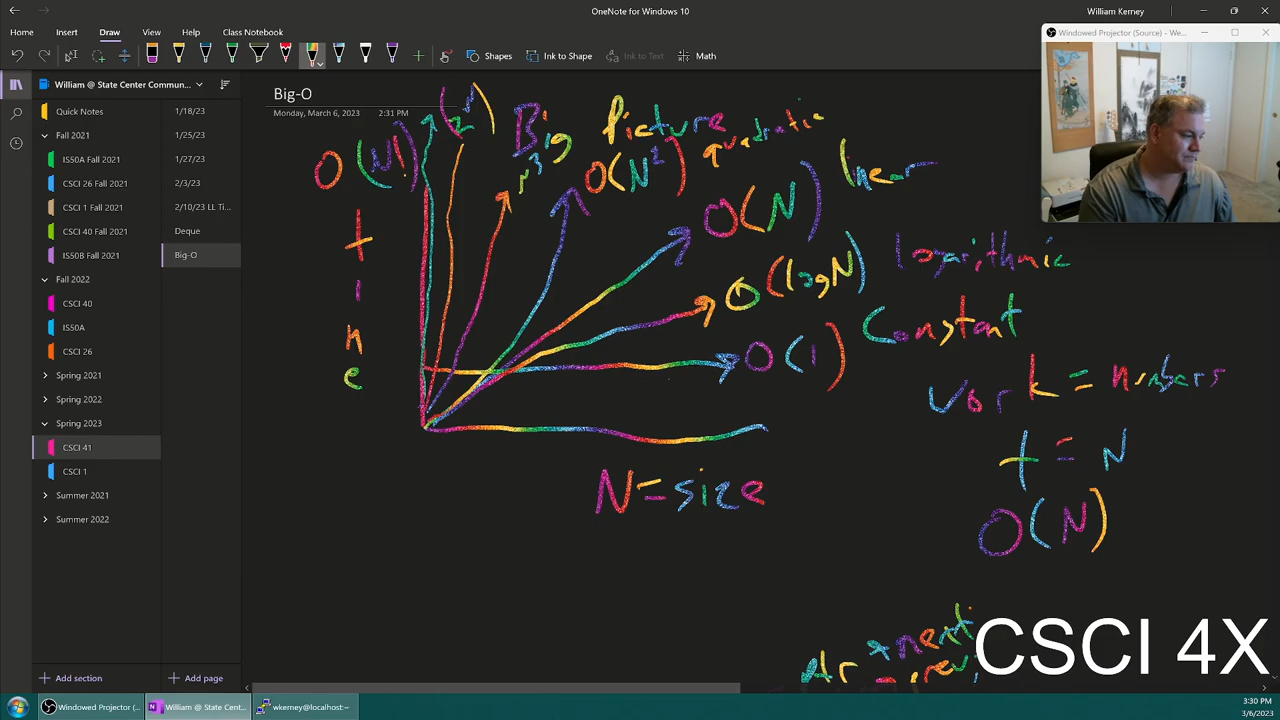 OneNote for Windows 10
William Kerney
Home
Insert
Draw
View
Help
Class Notebook
Windowed Projector (Source) - We...
Shapes
Ink to Shape
Ink to Text
Math
William @ State Center Commun...
Quick Notes
Fall 2021
IS50A Fall 2021
CSCI 26 Fall 2021
CSCI 1 Fall 2021
CSCI 40 Fall 2021
IS50B Fall 2021
Fall 2022
CSCI 40
IS50A
CSCI 26
Spring 2021
Spring 2022
Spring 2023
CSCI 41
CSCI 1
Summer 2021
Summer 2022
Add section
1/18/23
1/25/23
1/27/23
2/3/23
2/10/23 LL Ti...
Deque
Big-O
Add page
Big-O
Monday, March 6, 2023
2:31 PM
Big Picture
O(N!)
(2^N)
N^3
O(N^2) quadratic
O(N) linear
O(log N) logarithmic
O(1) Constant
time
N=size
work = numbers
t = N
O(N)
CSCI 4X
Windowed Projector (...
William @ State Cent...
wkerney@localhost:~
3:30 PM
3/6/2023